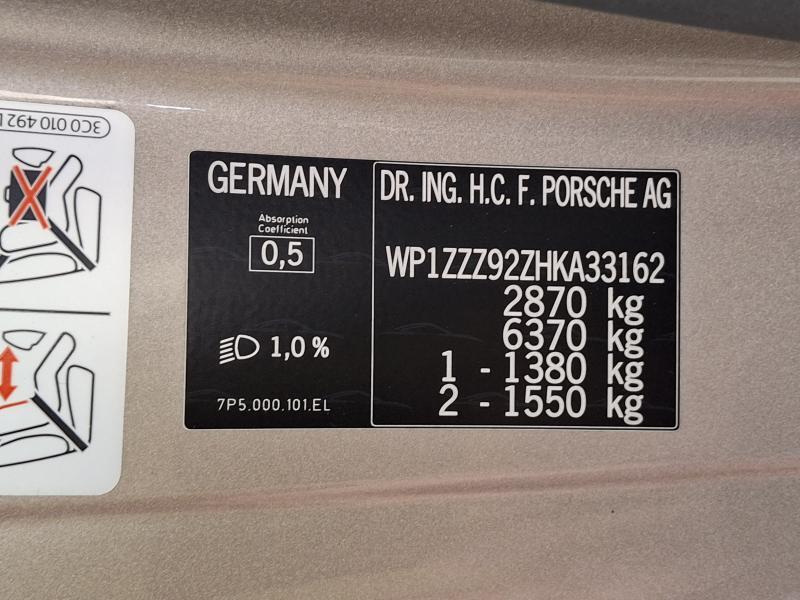 3C0 010 492
GERMANY
Absorption
Coefficient
0,5
1,0 %
7P5.000.101.EL
DR. ING. H.C. F. PORSCHE AG
WP1ZZZ92ZHKA33162
2870 kg
6370 kg
1 - 1380 kg
2 - 1550 kg